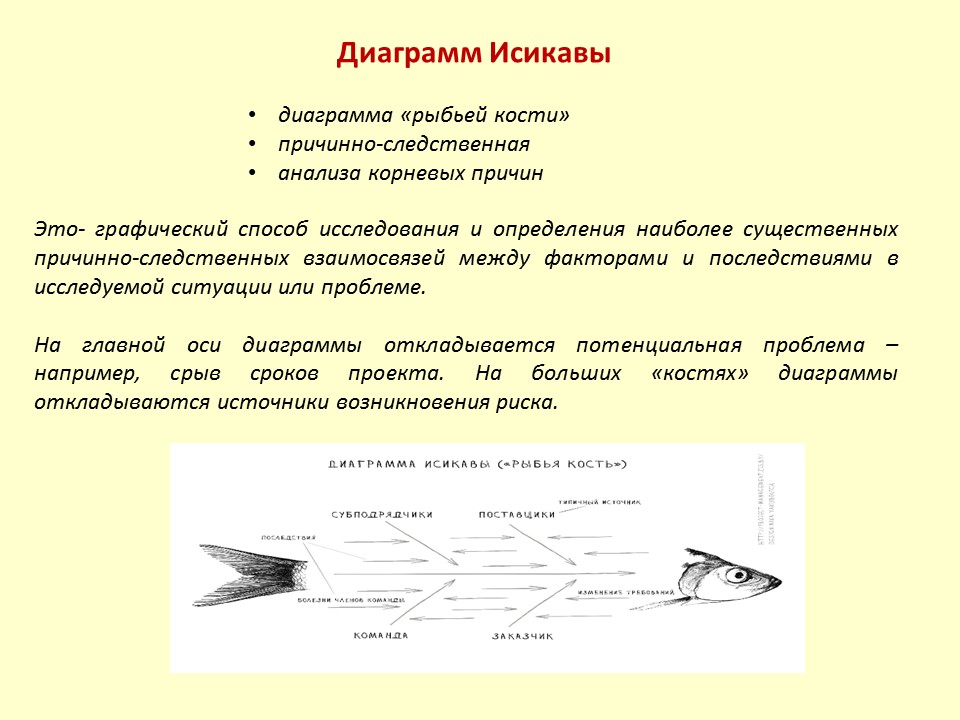 Диаграмм Исикавы
• диаграмма «рыбьей кости»
• причинно-следственная
• анализа корневых причин
Это- графический способ исследования и определения наиболее существенных
причинно-следственных взаимосвязей между факторами и последствиями в
исследуемой ситуации или проблеме.
На главной оси диаграммы откладывается потенциальная проблема –
например, срыв сроков проекта. На больших «костях» диаграммы
откладываются источники возникновения риска.
ДИАГРАММА ИСИКАВЫ («РЫБЬЯ КОСТЬ»)
ТИПИЧНЫЙ ИСТОЧНИК
СУБПОДРЯДЧИКИ
ПОСТАВЩИКИ
ПОСЛЕДСТВИЯ
БОЛЕЗНИ ЧЛЕНОВ КОМАНДЫ
ИЗМЕНЕНИЕ ТРЕБОВАНИЙ
КОМАНДА
ЗАКАЗЧИК